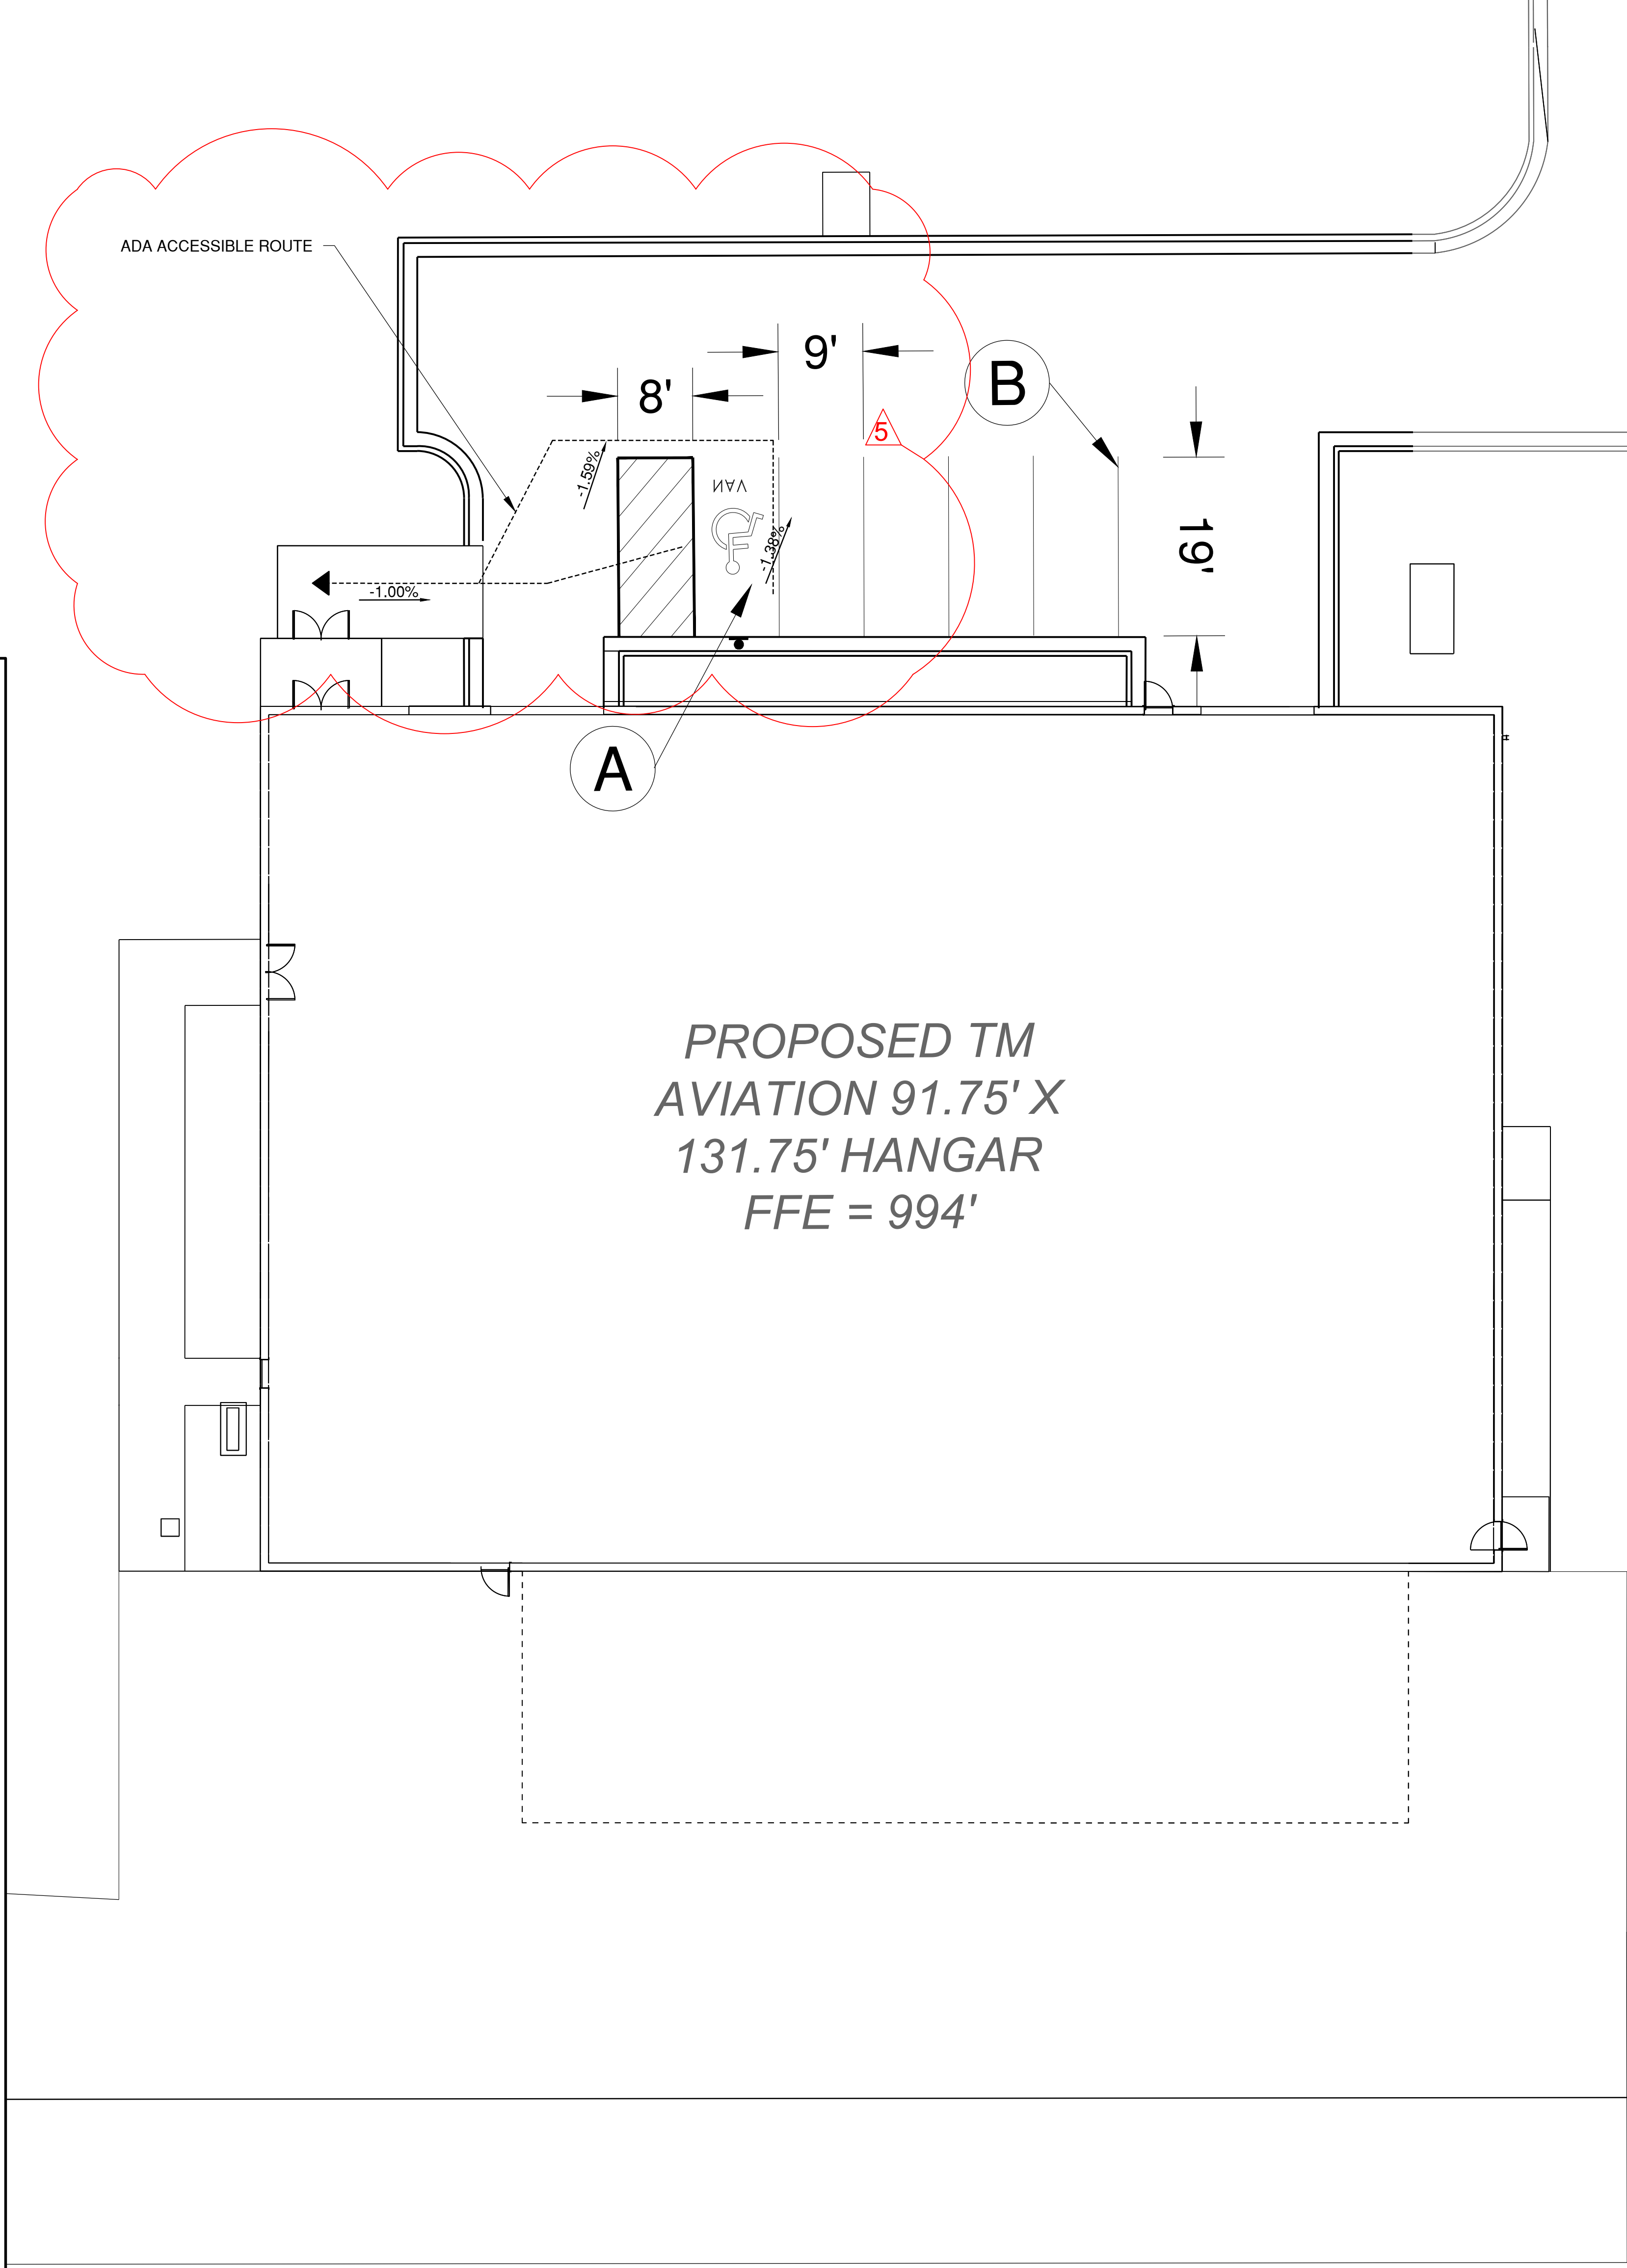 ADA ACCESSIBLE ROUTE
9'
8'
B
5
-1.59%
VAN
-1.38%
19'
-1.00%
A
PROPOSED TM
AVIATION 91.75' X
131.75' HANGAR
FFE = 994'